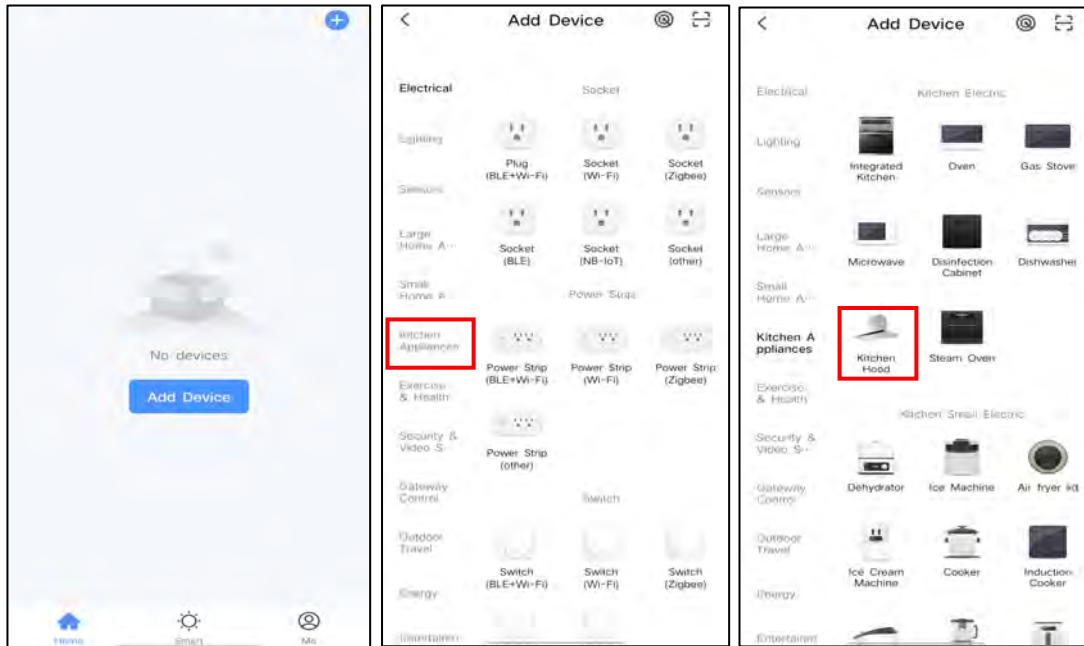 No devices
Add Device
Home
Smart
Me
Add Device
Electrical
Lighting
Sensors
Large
Home A···
Small
Home A···
Kitchen
Appliances
Exercise
& Health
Security &
Video S···
Gateway
Control
Outdoor
Travel
Energy
Socket
Plug
(BLE+Wi-Fi)
Socket
(Wi-Fi)
Socket
(Zigbee)
Socket
(BLE)
Socket
(NB-IoT)
Socket
(other)
Power Strip
Power Strip
(BLE+Wi-Fi)
Power Strip
(Wi-Fi)
Power Strip
(Zigbee)
Power Strip
(other)
Switch
Switch
(BLE+Wi-Fi)
Switch
(Wi-Fi)
Switch
(Zigbee)
Add Device
Electrical
Lighting
Sensors
Large
Home A···
Small
Home A···
Kitchen A
ppliances
Exercise
& Health
Security &
Video S···
Gateway
Control
Outdoor
Travel
Energy
Kitchen Electric
Integrated
Kitchen
Oven
Gas Stove
Microwave
Disinfection
Cabinet
Dishwasher
Kitchen
Hood
Steam Oven
Kitchen Small Electric
Dehydrator
Ice Machine
Air fryer
Ice Cream
Machine
Cooker
Induction
Cooker